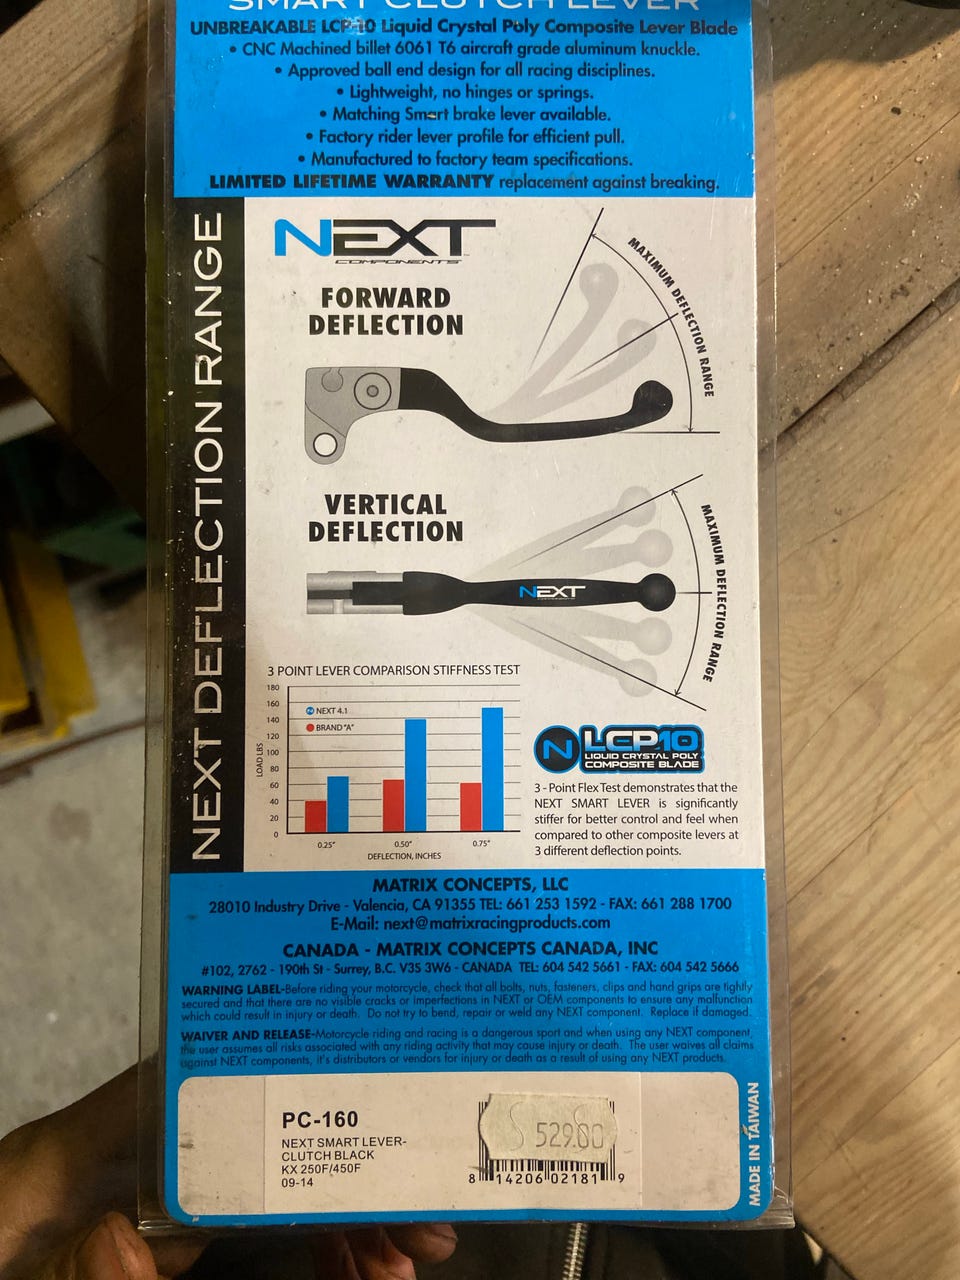 SMART CLUTCH LEVER
UNBREAKABLE LCP-10 Liquid Crystal Poly Composite Lever Blade
• CNC Machined billet 6061 T6 aircraft grade aluminum knuckle.
• Approved ball end design for all racing disciplines.
• Lightweight, no hinges or springs.
• Matching Smart brake lever available.
• Factory rider lever profile for efficient pull.
• Manufactured to factory team specifications.
LIMITED LIFETIME WARRANTY replacement against breaking.
NEXT DEFLECTION RANGE
NEXT
COMPONENTS
FORWARD
DEFLECTION
MAXIMUM DEFLECTION RANGE
VERTICAL
DEFLECTION
MAXIMUM DEFLECTION RANGE
NEXT
3 POINT LEVER COMPARISON STIFFNESS TEST
180
160
140
120
100
80
60
40
20
0
LOAD LBS
N NEXT 4.1
BRAND "A"
0.25"
0.50"
0.75"
DEFLECTION, INCHES
N LCP10
LIQUID CRYSTAL POLY
COMPOSITE BLADE
3 - Point Flex Test demonstrates that the
NEXT SMART LEVER is significantly
stiffer for better control and feel when
compared to other composite levers at
3 different deflection points.
MATRIX CONCEPTS, LLC
28010 Industry Drive - Valencia, CA 91355 TEL: 661 253 1592 - FAX: 661 288 1700
E-Mail: next@matrixracingproducts.com
CANADA - MATRIX CONCEPTS CANADA, INC
#102, 2762 - 190th St - Surrey, B.C. V3S 3W6 - CANADA TEL: 604 542 5661 - FAX: 604 542 5666
WARNING LABEL-Before riding your motorcycle, check that all bolts, nuts, fasteners, clips and hand grips are tightly
secured and that there are no visible cracks or imperfections in NEXT or OEM components to ensure any malfunction
which could result in injury or death. Do not try to bend, repair or weld any NEXT component. Replace if damaged.
WAIVER AND RELEASE-Motorcycle riding and racing is a dangerous sport and when using any NEXT component,
the user assumes all risks associated with any riding activity that may cause injury or death. The user waives all claims
against NEXT components, it's distributors or vendors for injury or death as a result of using any NEXT products.
PC-160
NEXT SMART LEVER-
CLUTCH BLACK
KX 250F/450F
09-14
529.00
8 14206 02181 9
MADE IN TAIWAN